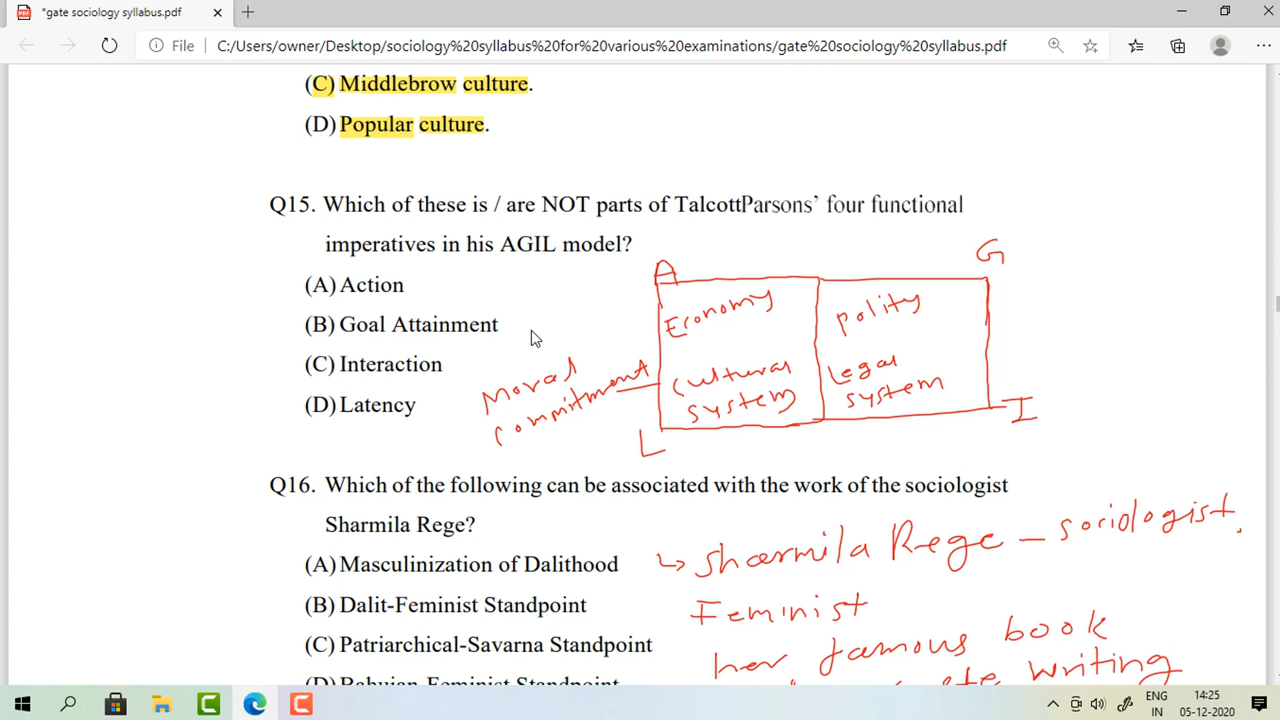 *gate sociology syllabus.pdf
File C:/Users/owner/Desktop/sociology%20syllabus%20for%20various%20examinations/gate%20sociology%20syllabus.pdf
(C) Middlebrow culture.
(D) Popular culture.
Q15. Which of these is / are NOT parts of TalcottParsons' four functional
imperatives in his AGIL model?
A G
(A) Action
Economy polity
(B) Goal Attainment
(C) Interaction
Moral commitment
cultural system
Legal system
(D) Latency
L I
Q16. Which of the following can be associated with the work of the sociologist
Sharmila Rege?
Sharmila Rege – sociologist.
(A) Masculinization of Dalithood
(B) Dalit-Feminist Standpoint
Feminist
(C) Patriarchical-Savarna Standpoint
her famous book
writing
(D) Bahujan-Feminist Standpoint
ENG
IN
14:25
05-12-2020